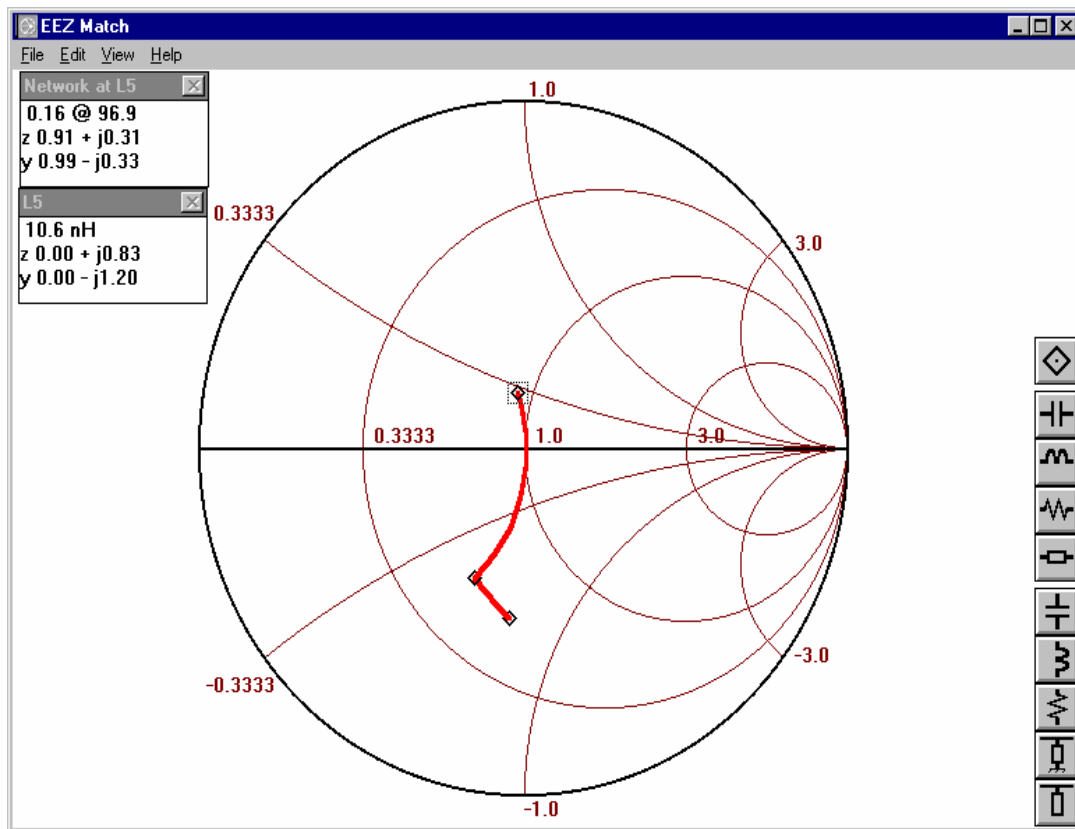 EEZ Match
File Edit View Help
Network at L5
0.16 @ 96.9
z 0.91 + j0.31
y 0.99 - j0.33
L5
10.6 nH
z 0.00 + j0.83
y 0.00 - j1.20
1.0
0.3333
3.0
0.3333
1.0
3.0
-0.3333
-3.0
-1.0